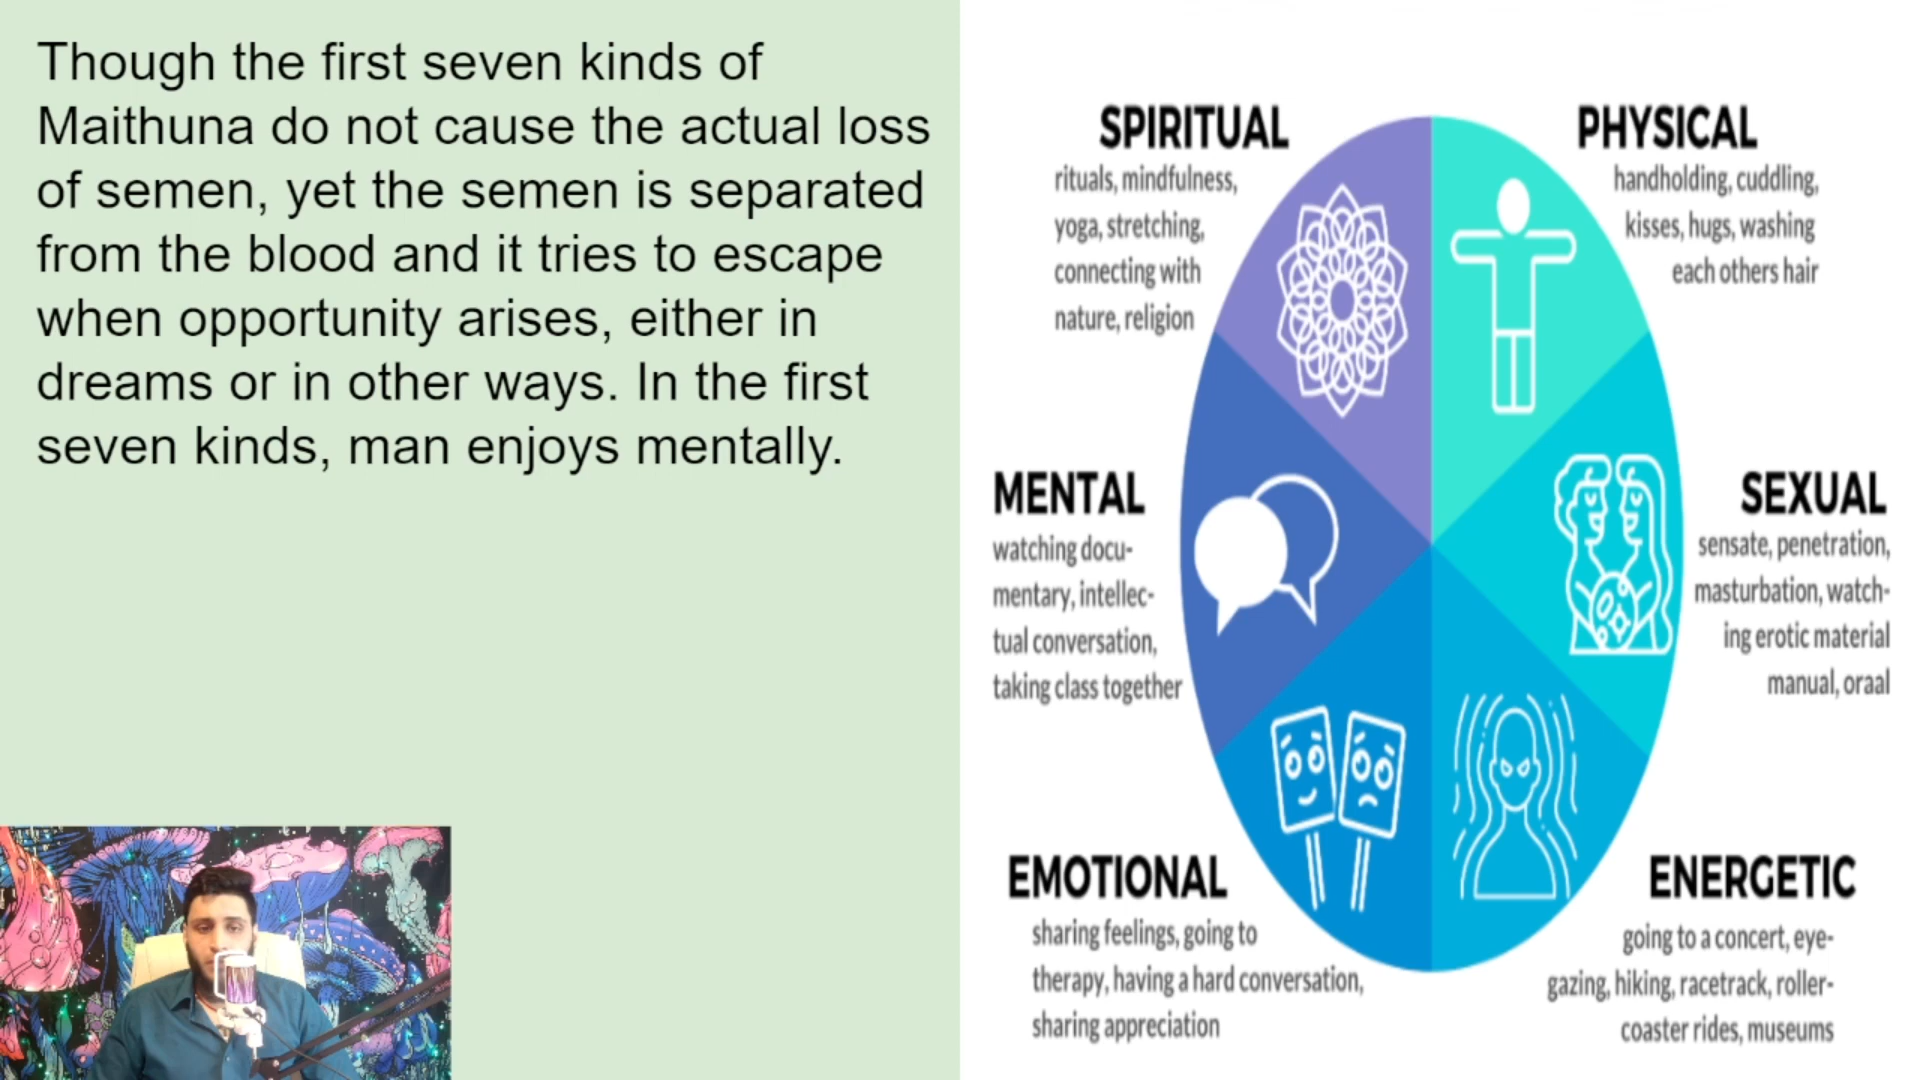 Though the first seven kinds of
Maithuna do not cause the actual loss
of semen, yet the semen is separated
from the blood and it tries to escape
when opportunity arises, either in
dreams or in other ways. In the first
seven kinds, man enjoys mentally.
SPIRITUAL
rituals, mindfulness,
yoga, stretching,
connecting with
nature, religion
PHYSICAL
handholding, cuddling,
kisses, hugs, washing
each others hair
MENTAL
watching docu-
mentary, intellec-
tual conversation,
taking class together
SEXUAL
sensate, penetration,
masturbation, watch-
ing erotic material
manual, oraal
EMOTIONAL
sharing feelings, going to
therapy, having a hard conversation,
sharing appreciation
ENERGETIC
going to a concert, eye-
gazing, hiking, racetrack, roller-
coaster rides, museums